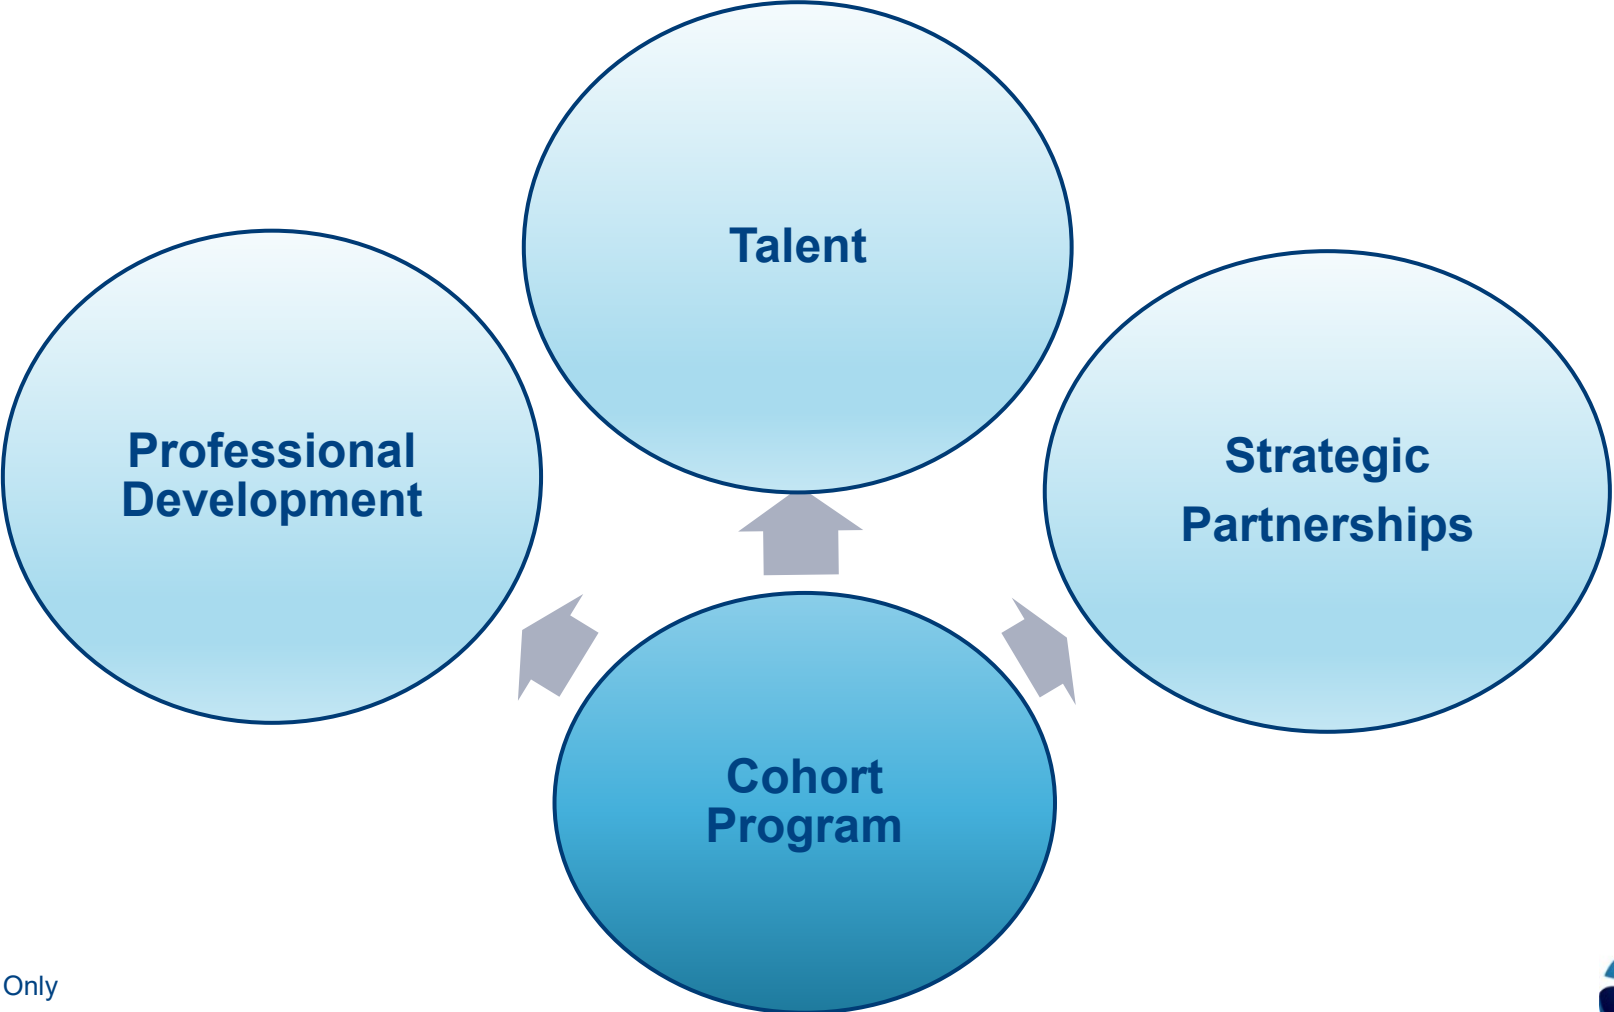 Talent
Professional
Development
Strategic
Partnerships
Cohort
Program
Only